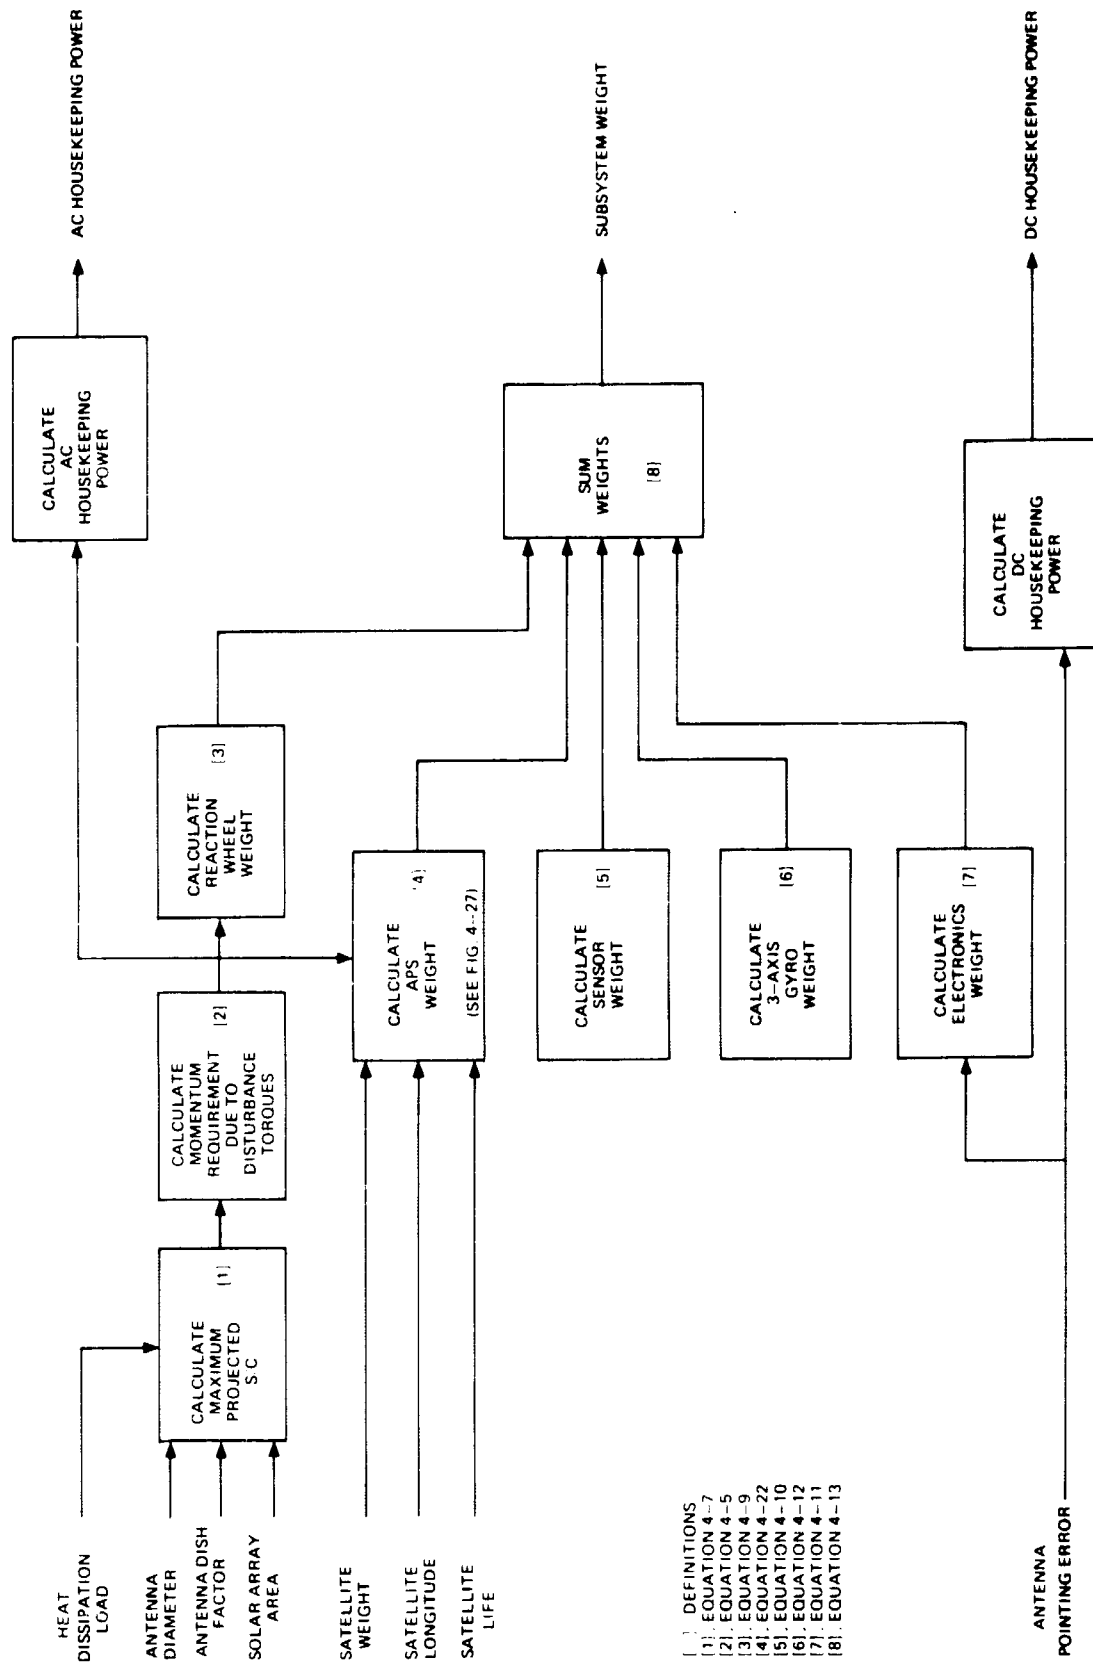 HEAT
DISSIPATION
LOAD
ANTENNA
DIAMETER
ANTENNA DISH
FACTOR
SOLAR ARRAY
AREA
SATELLITE
WEIGHT
SATELLITE
LONGITUDE
SATELLITE
LIFE
ANTENNA
POINTING ERROR
CALCULATE
MAXIMUM
PROJECTED
S/C
[1]
CALCULATE
MOMENTUM
REQUIREMENT
DUE TO
DISTURBANCE
TORQUES
[2]
CALCULATE
REACTION
WHEEL
WEIGHT
[3]
CALCULATE
APS
WEIGHT
[4]
(SEE FIG. 4-27)
CALCULATE
SENSOR
WEIGHT
[5]
CALCULATE
3-AXIS
GYRO
WEIGHT
[6]
CALCULATE
ELECTRONICS
WEIGHT
[7]
CALCULATE
AC
HOUSEKEEPING
POWER
SUM
WEIGHTS
[8]
CALCULATE
DC
HOUSEKEEPING
POWER
AC HOUSEKEEPING POWER
SUBSYSTEM WEIGHT
DC HOUSEKEEPING POWER
[ ] DEFINITIONS
[1]. EQUATION 4-7
[2]. EQUATION 4-5
[3]. EQUATION 4-9
[4]. EQUATION 4-22
[5]. EQUATION 4-10
[6]. EQUATION 4-12
[7]. EQUATION 4-11
[8]. EQUATION 4-13